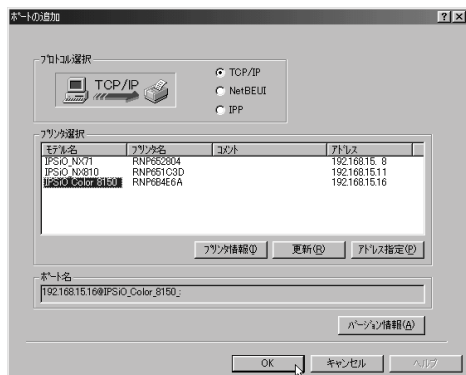 ポートの追加
プロトコル選択
TCP/IP
TCP/IP
NetBEUI
IPP
プリンタ選択
モデル名 プリンタ名 コメント アドレス
IPSiO NX71 RNP652804 192.168.15. 8
IPSiO NX810 RNP651C3D 192.168.15.11
IPSiO Color 8150 RNP6B4E6A 192.168.15.16
プリンタ情報(I) 更新(R) アドレス指定(P)
ポート名
192.168.15.16@IPSiO_Color_8150_:
バージョン情報(A)
OK キャンセル ヘルプ